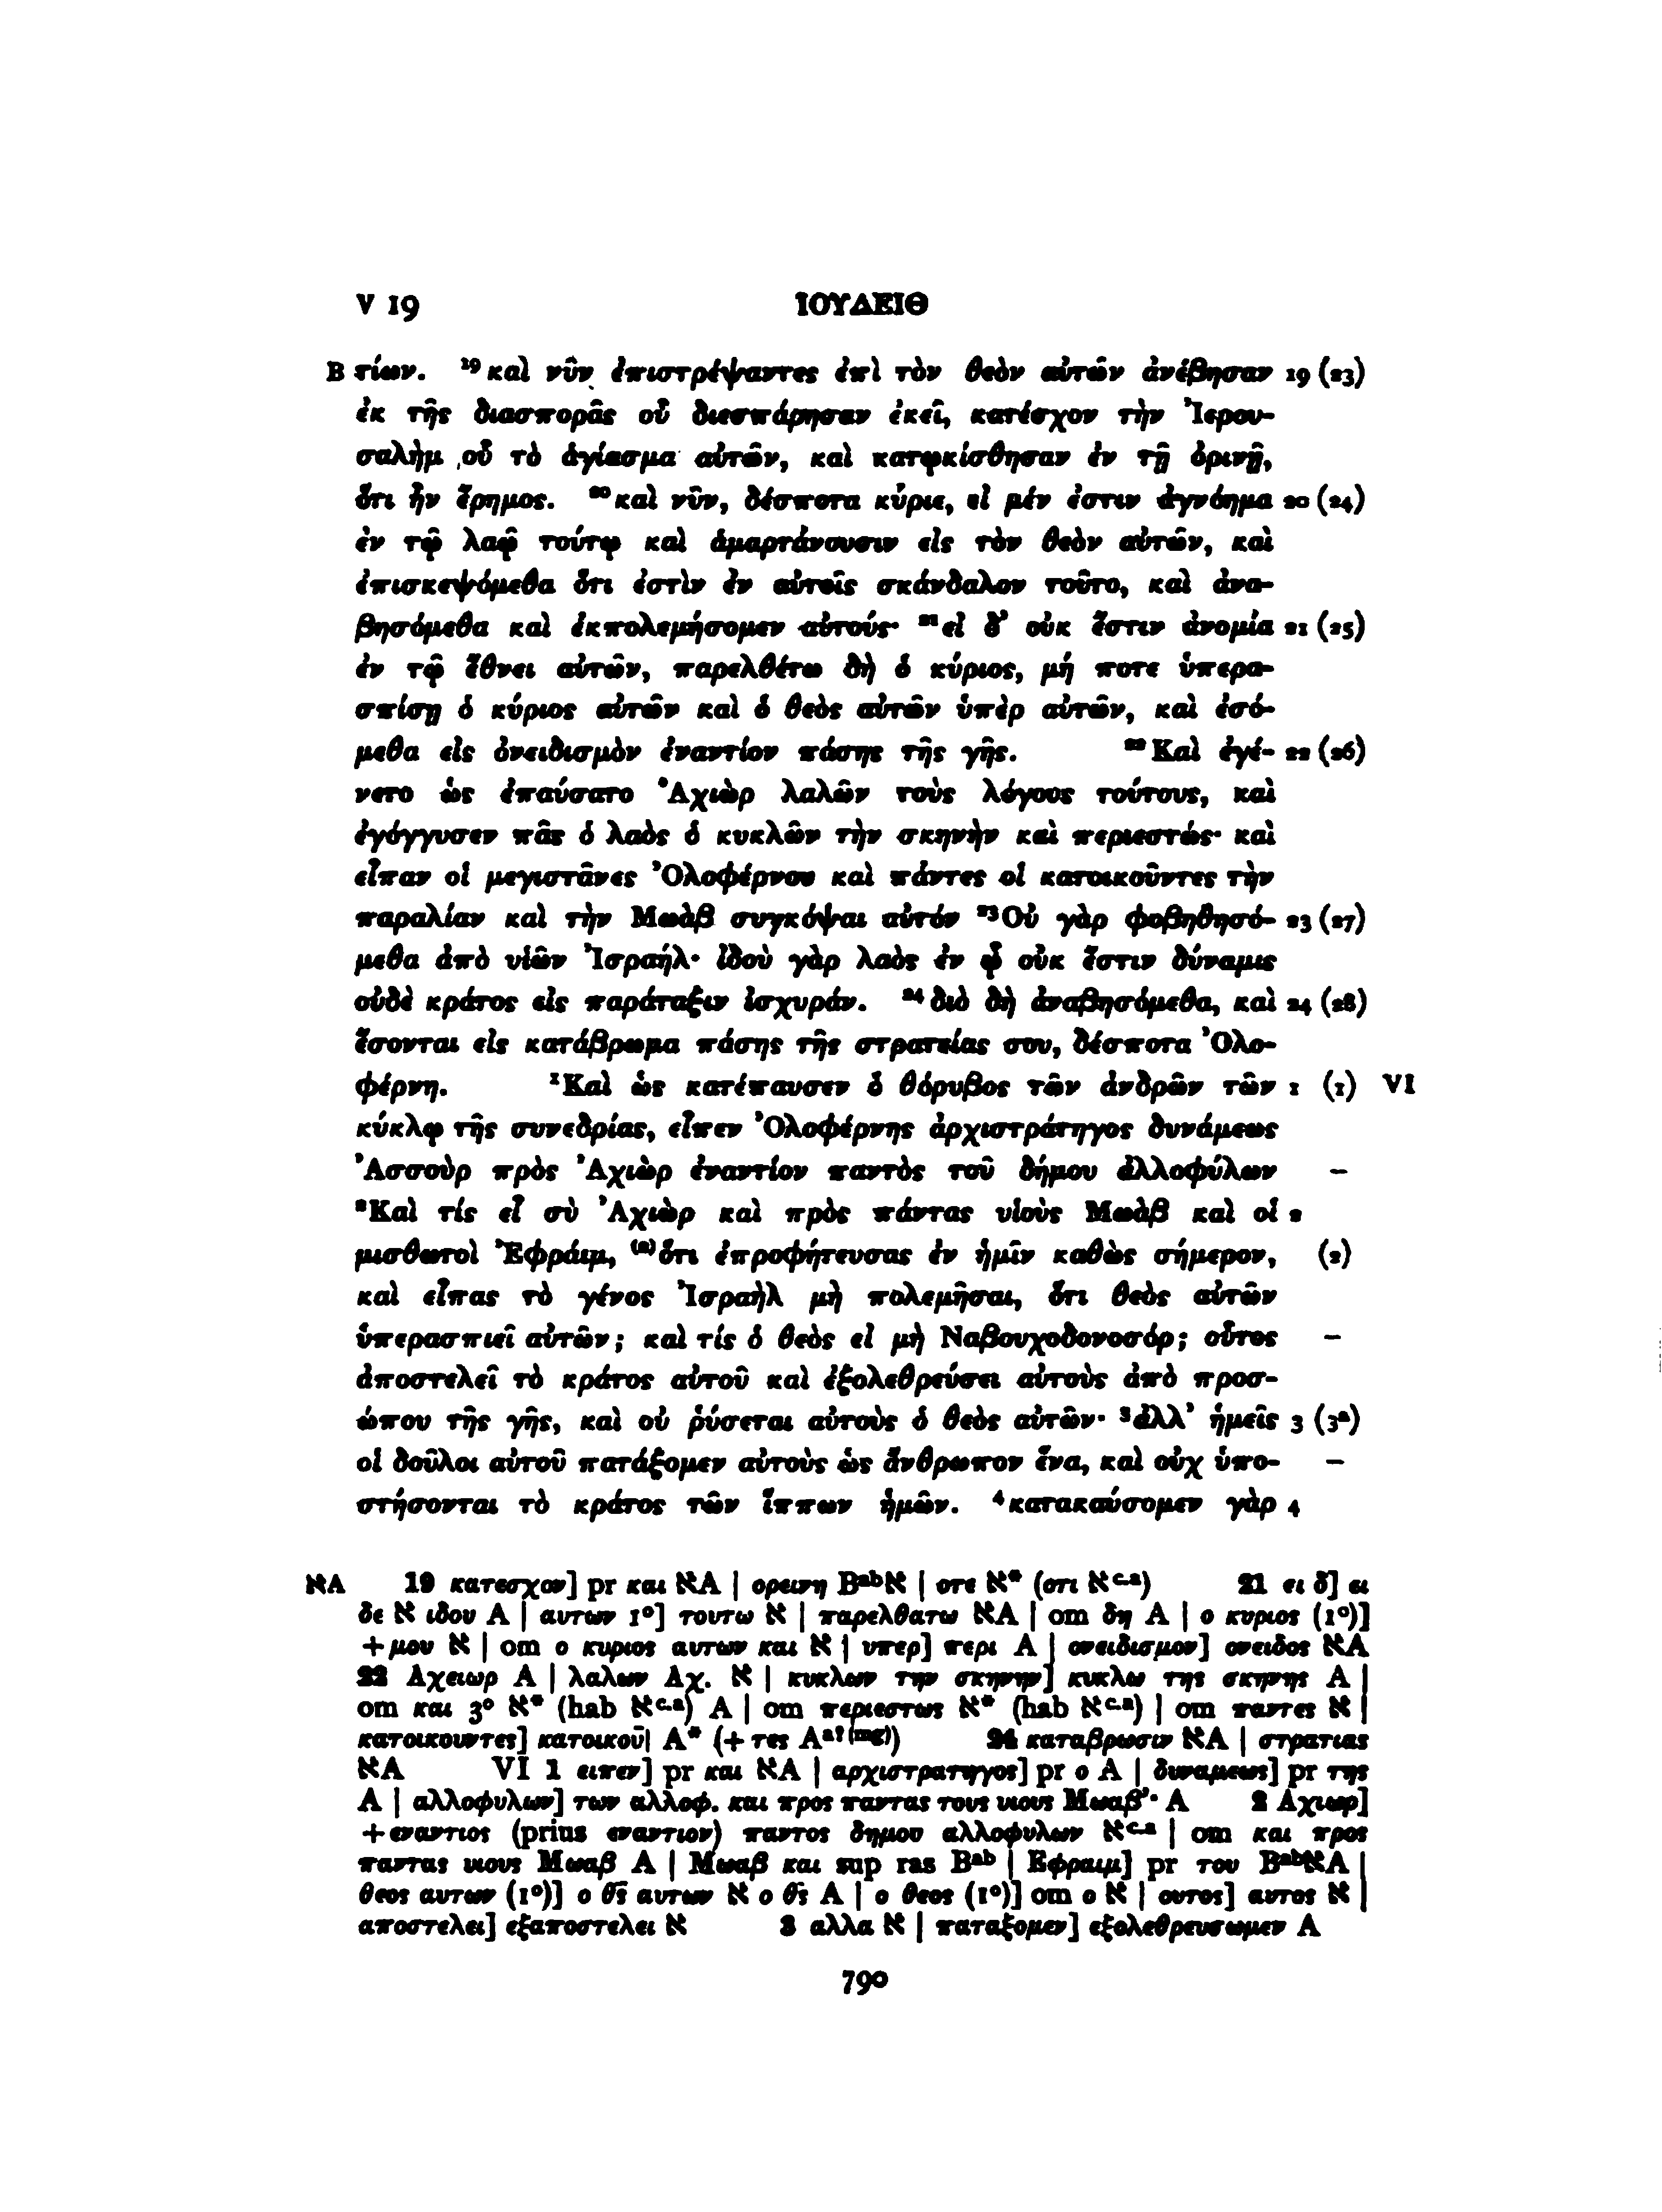 V 19 ΙΟΥΔΕΙΘ
B τίων. ¹⁹καὶ νῦν ἐπιστρέψαντες ἐπὶ τὸν θεὸν αὐτῶν ἀνέβησαν 19 (23)
ἐκ τῆς διασπορᾶς οὗ διεσπάρησαν ἐκεῖ, κατέσχον τὴν Ἰερου-
σαλὴμ οὗ τὸ ἁγίασμα αὐτῶν, καὶ κατῳκίσθησαν ἐν τῇ ὀρινῇ,
ὅτι ἦν ἔρημος. ²⁰καὶ νῦν, δέσποτα κύριε, εἰ μέν ἐστιν ἀγνόημα 20 (24)
ἐν τῷ λαῷ τούτῳ καὶ ἁμαρτάνουσιν εἰς τὸν θεὸν αὐτῶν, καὶ
ἐπισκεψόμεθα ὅτι ἐστὶν ἐν αὐτοῖς σκάνδαλον τοῦτο, καὶ ἀνα-
βησόμεθα καὶ ἐκπολεμήσομεν αὐτούς· ²¹εἰ δ’ οὐκ ἔστιν ἀνομία 21 (25)
ἐν τῷ ἔθνει αὐτῶν, παρελθέτω δὴ ὁ κύριος, μή ποτε ὑπερα-
σπίσῃ ὁ κύριος αὐτῶν καὶ ὁ θεὸς αὐτῶν ὑπὲρ αὐτῶν, καὶ ἐσό-
μεθα εἰς ὀνειδισμὸν ἐναντίον πάσης τῆς γῆς. ²²Καὶ ἐγέ- 22 (26)
νετο ὡς ἐπαύσατο Ἀχιὼρ λαλῶν τοὺς λόγους τούτους, καὶ
ἐγόγγυσεν πᾶς ὁ λαὸς ὁ κυκλῶν τὴν σκηνὴν καὶ περιεστώς· καὶ
εἶπαν οἱ μεγιστᾶνες Ὀλοφέρνου καὶ πάντες οἱ κατοικοῦντες τὴν
παραλίαν καὶ τὴν Μωὰβ συγκόψαι αὐτόν ²³Οὐ γὰρ φοβηθησό- 23 (27)
μεθα ἀπὸ υἱῶν Ἰσραήλ· ἰδοὺ γὰρ λαὸς ἐν ᾧ οὐκ ἔστιν δύναμις
οὐδὲ κράτος εἰς παράταξιν ἰσχυράν. ²⁴διὸ δὴ ἀναβησόμεθα, καὶ 24 (28)
ἔσονται εἰς κατάβρωμα πάσης τῆς στρατείας σου, δέσποτα Ὀλο-
φέρνη. ¹Καὶ ὡς κατέπαυσεν ὁ θόρυβος τῶν ἀνδρῶν τῶν 1 (1) VI
κύκλῳ τῆς συνεδρίας, εἶπεν Ὀλοφέρνης ἀρχιστράτηγος δυνάμεως
Ἀσσοὺρ πρὸς Ἀχιὼρ ἐναντίον παντὸς τοῦ δήμου ἀλλοφύλων –
²Καὶ τίς εἶ σὺ Ἀχιὼρ καὶ πρὸς πάντας υἱοὺς Μωὰβ καὶ οἱ 2
μισθωτοὶ Ἐφράιμ, ⁽²⁾ὅτι ἐπροφήτευσας ἐν ἡμῖν καθὼς σήμερον, (2)
καὶ εἶπας τὸ γένος Ἰσραὴλ μὴ πολεμῆσαι, ὅτι θεὸς αὐτῶν
ὑπερασπιεῖ αὐτῶν; καὶ τίς ὁ θεὸς εἰ μὴ Ναβουχοδονοσόρ; οὗτος –
ἀποστελεῖ τὸ κράτος αὐτοῦ καὶ ἐξολεθρεύσει αὐτοὺς ἀπὸ προσ-
ώπου τῆς γῆς, καὶ οὐ ῥύσεται αὐτοὺς ὁ θεὸς αὐτῶν· ³ἀλλ’ ἡμεῖς 3 (3ª)
οἱ δοῦλοι αὐτοῦ πατάξομεν αὐτοὺς ὡς ἄνθρωπον ἕνα, καὶ οὐχ ὑπο- –
στήσονται τὸ κράτος τῶν ἵππων ἡμῶν. ⁴κατακαύσομεν γὰρ 4
אA 19 κατεσχον] pr και אA | ορεινη Bᵃᵇא | οτε א* (οτι אᶜ·ᵃ) 21 ει δ] ει
δε א ιδου A | αυτων 1°] τουτω א | παρελθατω אA | om δη A | ο κυριος (1°)]
+μου א | om ο κυριος αυτων και א | υπερ] περι A | ονειδισμον] ονειδος אA
22 Αχειωρ A | λαλων Αχ. א | κυκλων την σκηνην] κυκλω της σκηνης A |
om και 3° א* (hab אᶜ·ᵃ) A | om περιεστως א* (hab אᶜ·ᵃ) | om παντες א |
κατοικουντες] κατοικου̅| A* (+τες Aᵃ?⁽ᵐᵍ⁾) 24 καταβρωσιν אA | στρατιας
אA VI 1 ειπεν] pr και אA | αρχιστρατηγος] pr ο A | δυναμεως] pr της
A | αλλοφυλων] των αλλοφ. και προς παντας τους υιους Μωαβ’· A 2 Αχιωρ]
+εναντιος (prius εναντιον) παντος δημου αλλοφυλων אᶜ·ᵃ | om και προς
παντας υιους Μωαβ A | Μωαβ και sup ras Bᵃᵇ | Εφραιμ] pr του BᵃᵇאA |
θεος αυτων (1°)] ο θ̅ς̅ αυτων א ο θ̅ς̅ A | ο θεος (1°)] om ο א | ουτος] αυτος א |
αποστελει] εξαποστελει א 3 αλλα א | παταξομεν] εξολεθρευσωμεν A
790